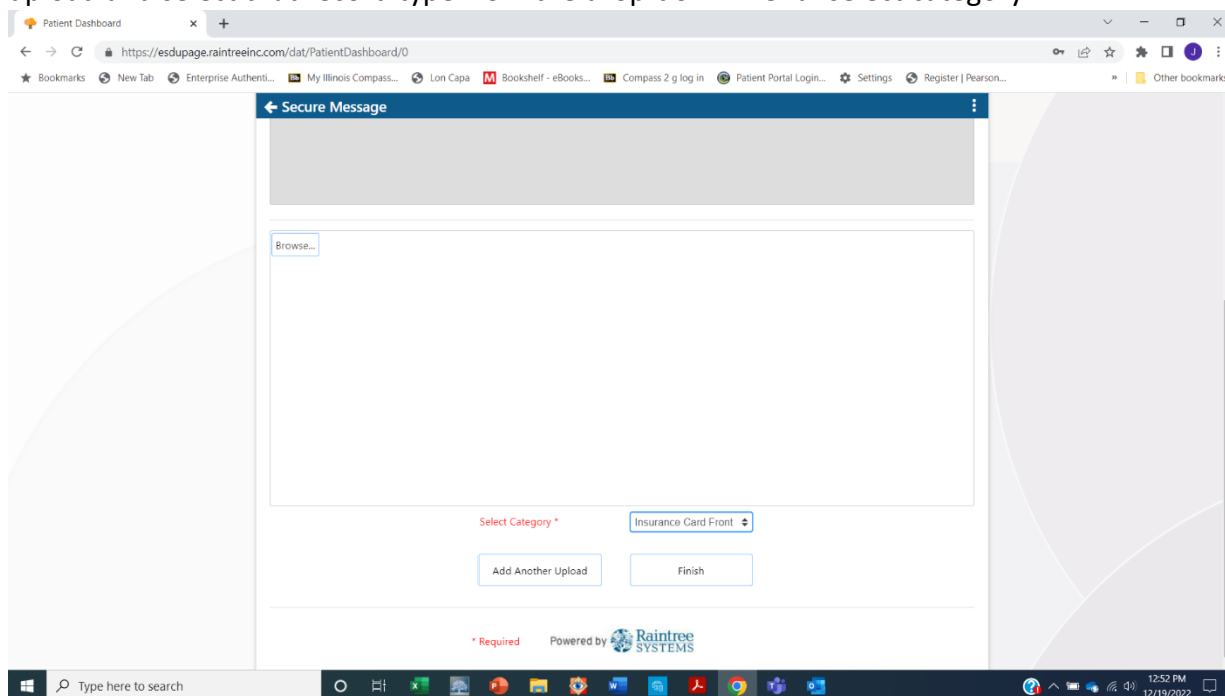 Patient Dashboard
https://esdupage.raintreeinc.com/dat/PatientDashboard/0
Bookmarks New Tab Enterprise Authenti... My Illinois Compass... Lon Capa Bookshelf - eBooks... Compass 2 g log in Patient Portal Login... Settings Register | Pearson... » Other bookmarks
Secure Message
Browse...
Select Category * Insurance Card Front
Add Another Upload Finish
* Required Powered by Raintree SYSTEMS
Type here to search
12:52 PM
12/19/2022